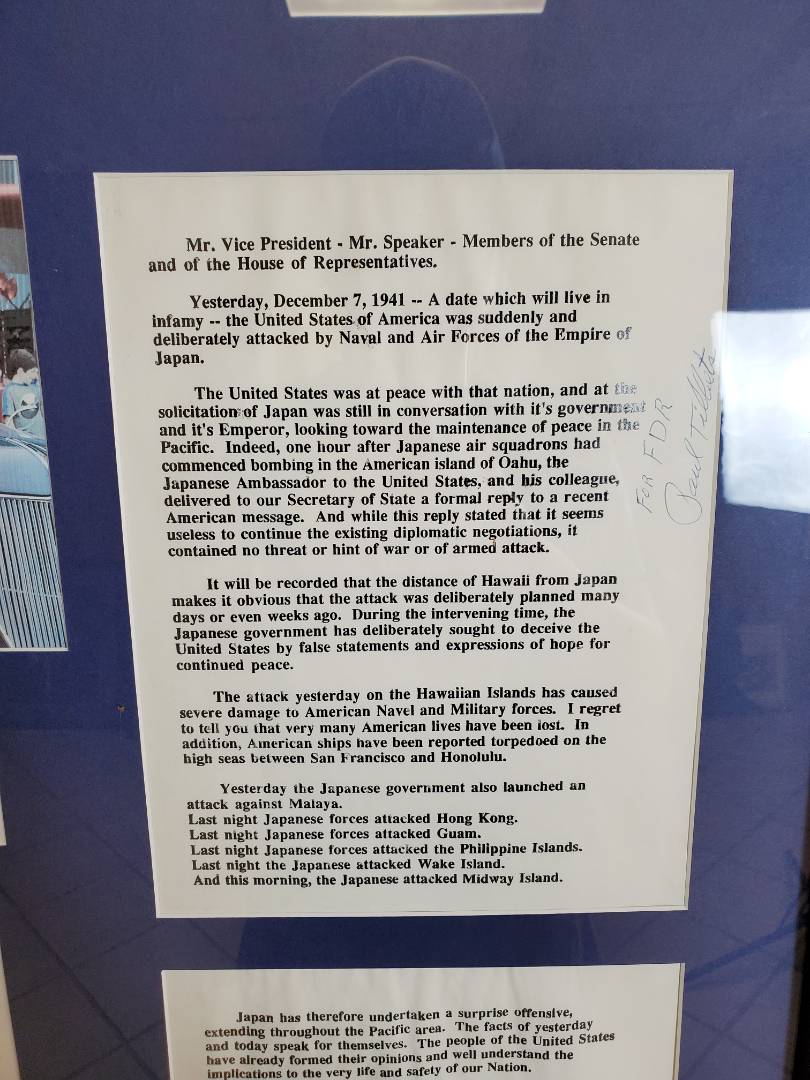 Mr. Vice President - Mr. Speaker - Members of the Senate
and of the House of Representatives.
Yesterday, December 7, 1941 -- A date which will live in
infamy -- the United States of America was suddenly and
deliberately attacked by Naval and Air Forces of the Empire of
Japan.
The United States was at peace with that nation, and at the
solicitation of Japan was still in conversation with it's government
and it's Emperor, looking toward the maintenance of peace in the
Pacific. Indeed, one hour after Japanese air squadrons had
commenced bombing in the American island of Oahu, the
Japanese Ambassador to the United States, and his colleague,
delivered to our Secretary of State a formal reply to a recent
American message. And while this reply stated that it seems
useless to continue the existing diplomatic negotiations, it
contained no threat or hint of war or of armed attack.
It will be recorded that the distance of Hawaii from Japan
makes it obvious that the attack was deliberately planned many
days or even weeks ago. During the intervening time, the
Japanese government has deliberately sought to deceive the
United States by false statements and expressions of hope for
continued peace.
The attack yesterday on the Hawaiian Islands has caused
severe damage to American Navel and Military forces. I regret
to tell you that very many American lives have been lost. In
addition, American ships have been reported torpedoed on the
high seas between San Francisco and Honolulu.
Yesterday the Japanese government also launched an
attack against Malaya.
Last night Japanese forces attacked Hong Kong.
Last night Japanese forces attacked Guam.
Last night Japanese forces attacked the Philippine Islands.
Last night the Japanese attacked Wake Island.
And this morning, the Japanese attacked Midway Island.
FOR FDR
Paul Tibbets
Japan has therefore undertaken a surprise offensive,
extending throughout the Pacific area. The facts of yesterday
and today speak for themselves. The people of the United States
have already formed their opinions and well understand the
implications to the very life and safety of our Nation.